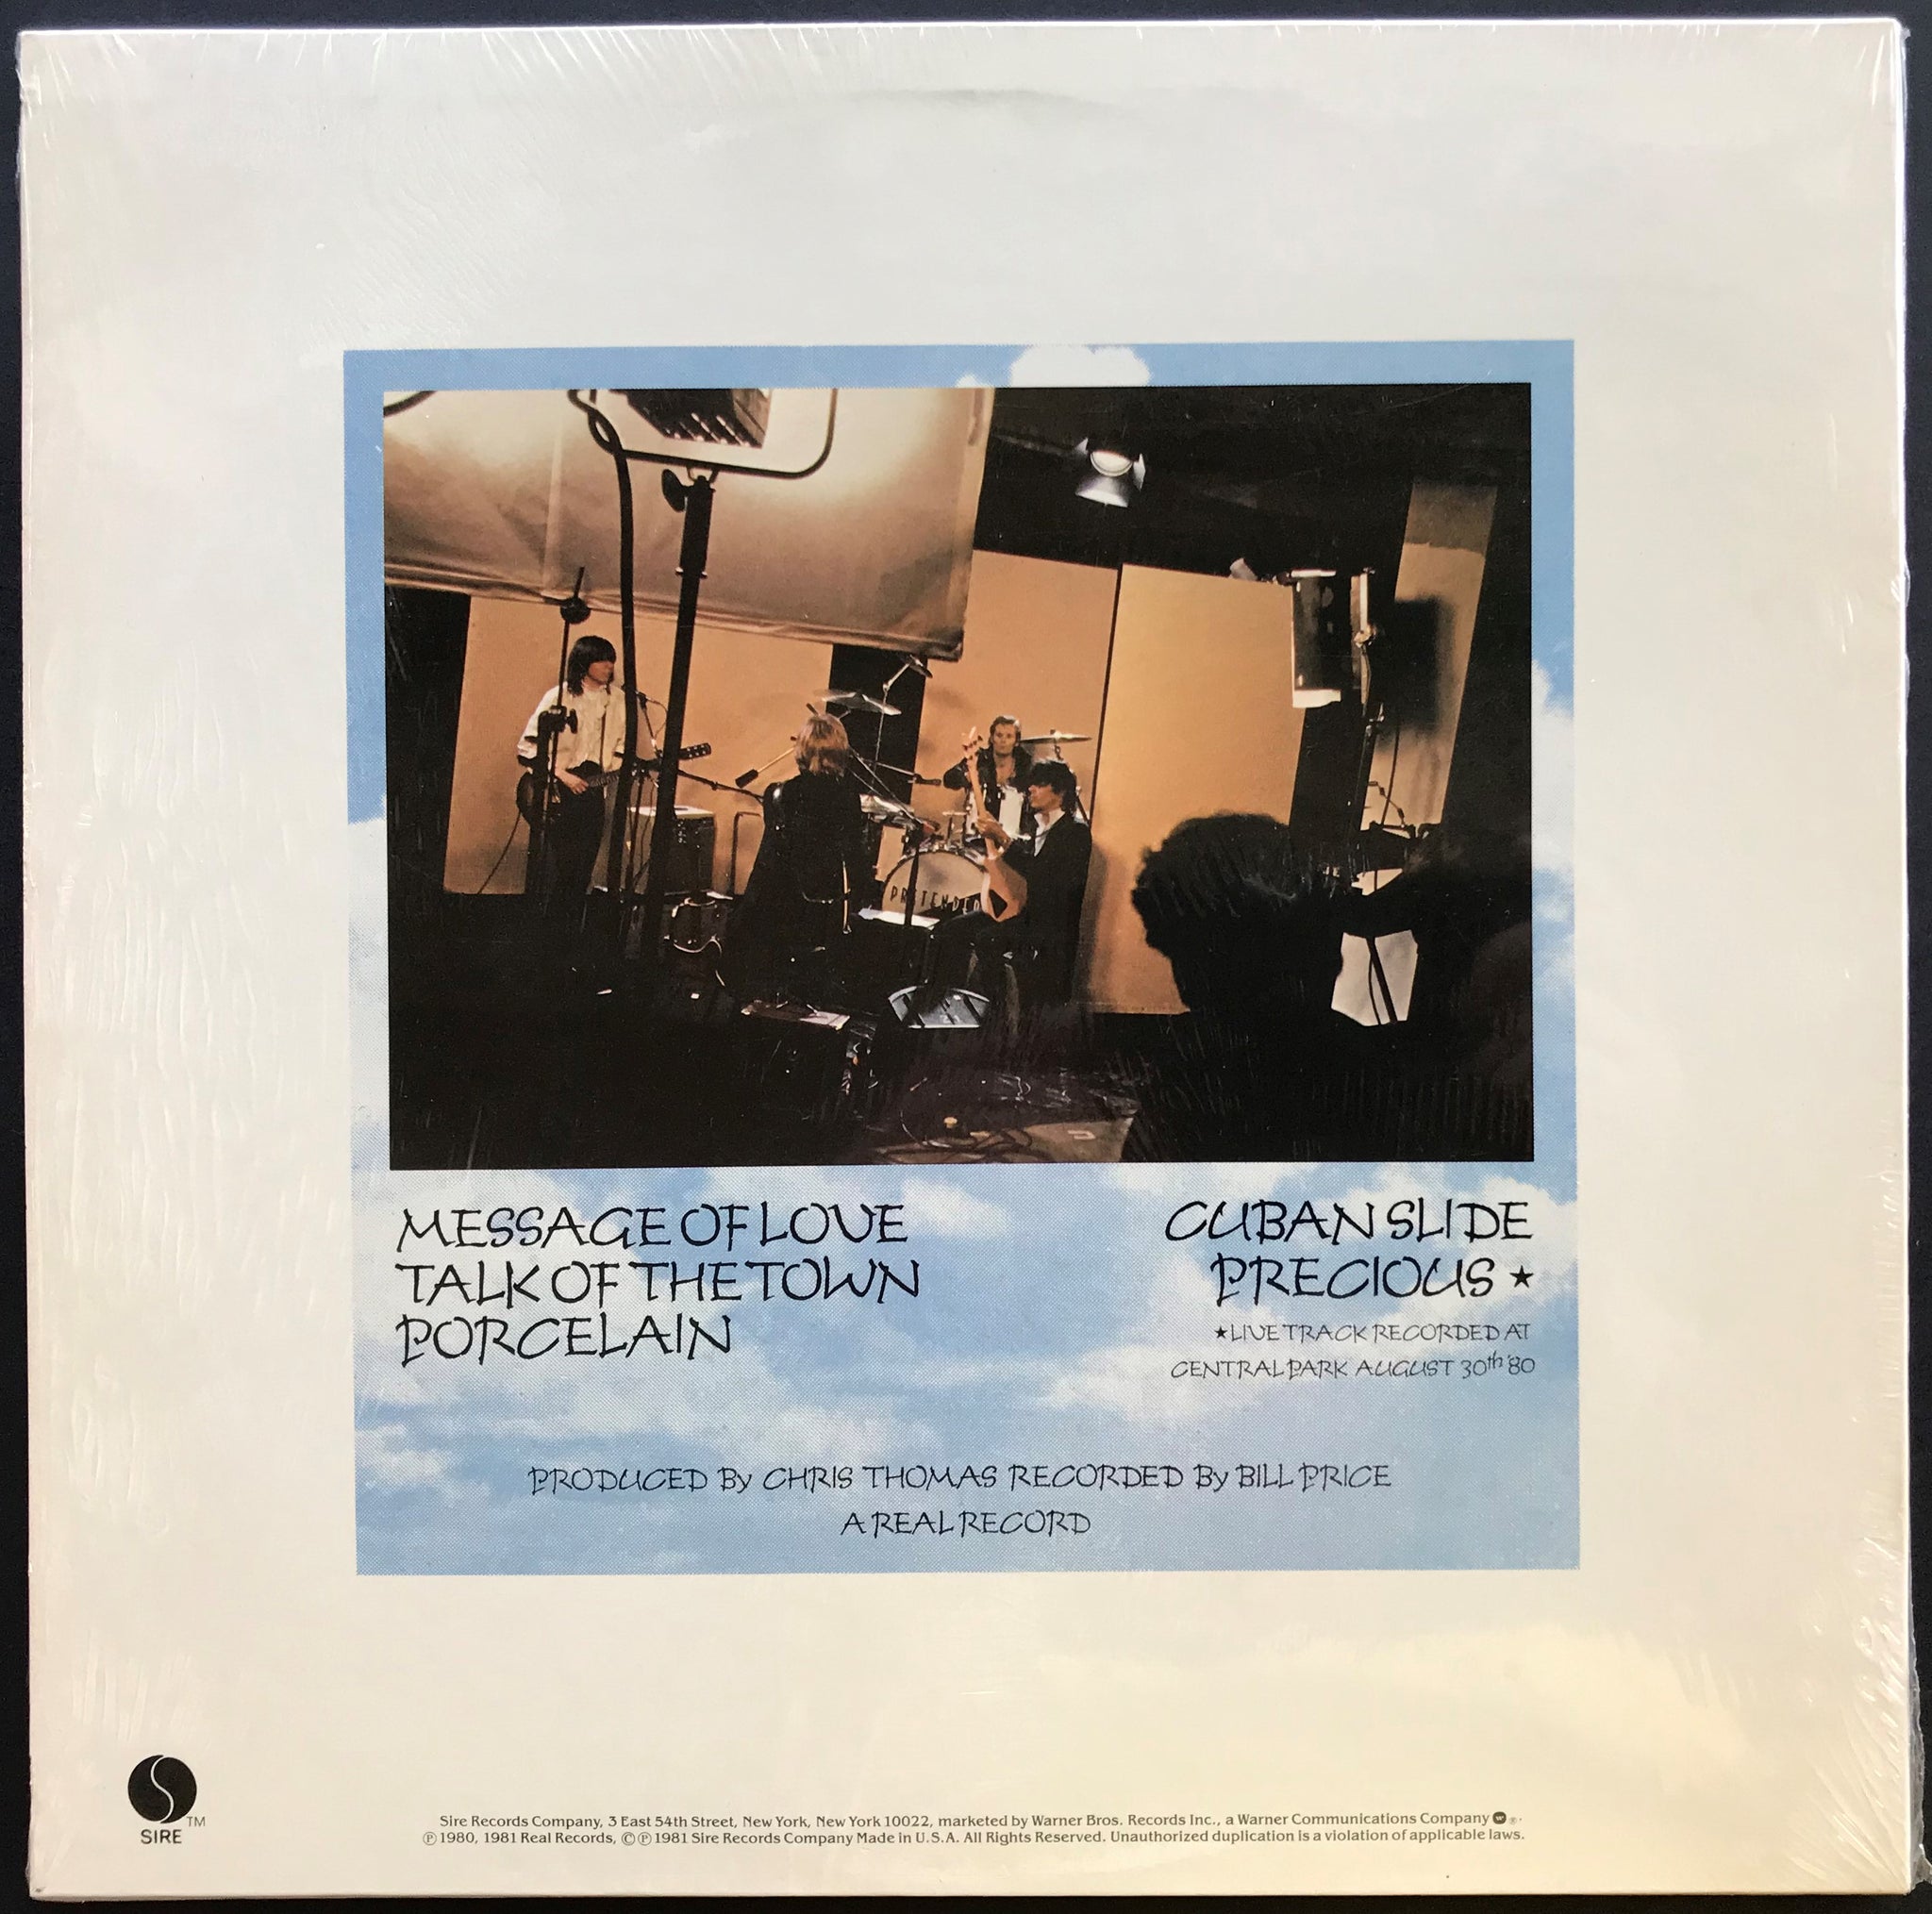 PRETENDE
MESSAGE OF LOVE
TALK OF THE TOWN
PORCELAIN
CUBAN SLIDE
PRECIOUS ★
★LIVE TRACK RECORDED AT
CENTRAL PARK AUGUST 30th '80
PRODUCED By CHRIS THOMAS RECORDED By BILL PRICE
A REAL RECORD
SIRE TM
Sire Records Company, 3 East 54th Street, New York, New York 10022, marketed by Warner Bros. Records Inc., a Warner Communications Company ®.
Ⓟ 1980, 1981 Real Records, ©Ⓟ 1981 Sire Records Company Made in U.S.A. All Rights Reserved. Unauthorized duplication is a violation of applicable laws.